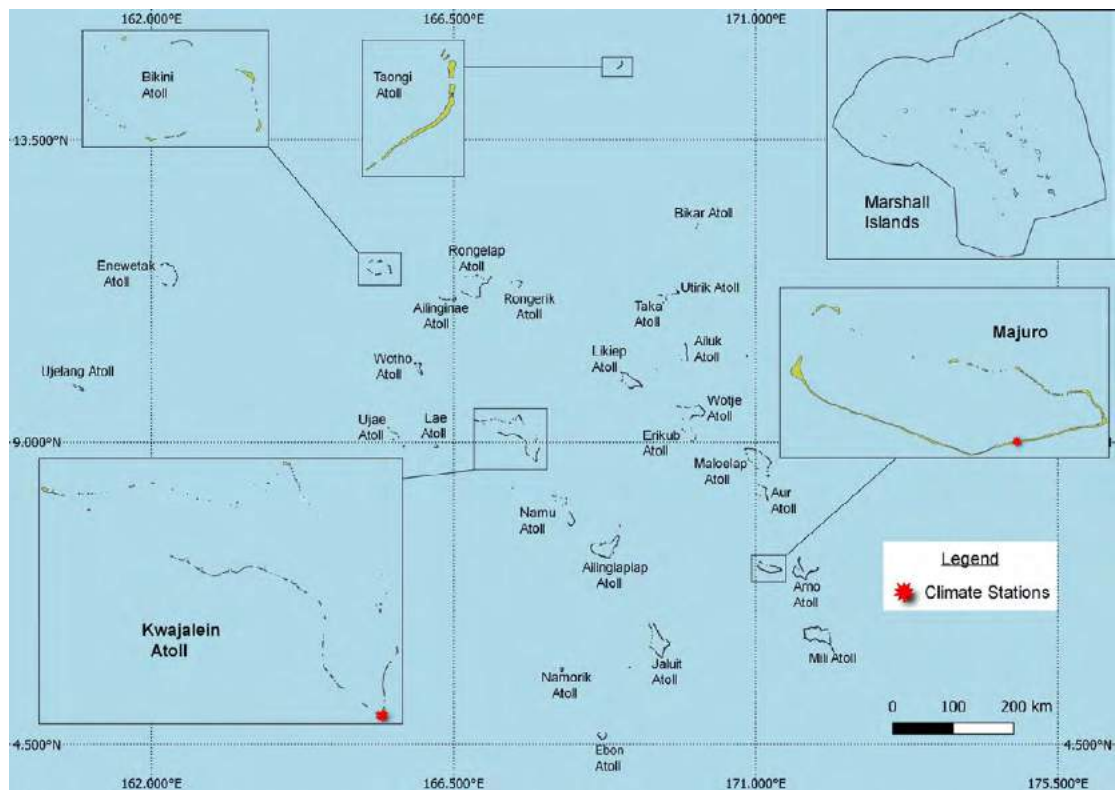 162.000°E
166.500°E
171.000°E
Bikini
Atoll
Taongi
Atoll
13.500°N
Marshall
Islands
Bikar Atoll
Enewetak
Atoll
Rongelap
Atoll
Ailinginae
Atoll
Rongerik
Atoll
Utirik Atoll
Taka
Atoll
Majuro
Ujelang Atoll
Wotho
Atoll
Likiep
Atoll
Ailuk
Atoll
Ujae
Atoll
Lae
Atoll
Wotje
Atoll
Erikub
Atoll
9.000°N
Maloelap
Atoll
Aur
Atoll
Namu
Atoll
Ailinglaplap
Atoll
Arno
Atoll
Legend
Climate Stations
Kwajalein
Atoll
Jaluit
Atoll
Mili Atoll
Namorik
Atoll
0 100 200 km
4.500°N
4.500°N
Ebon
Atoll
162.000°E
166.500°E
171.000°E
175.500°E